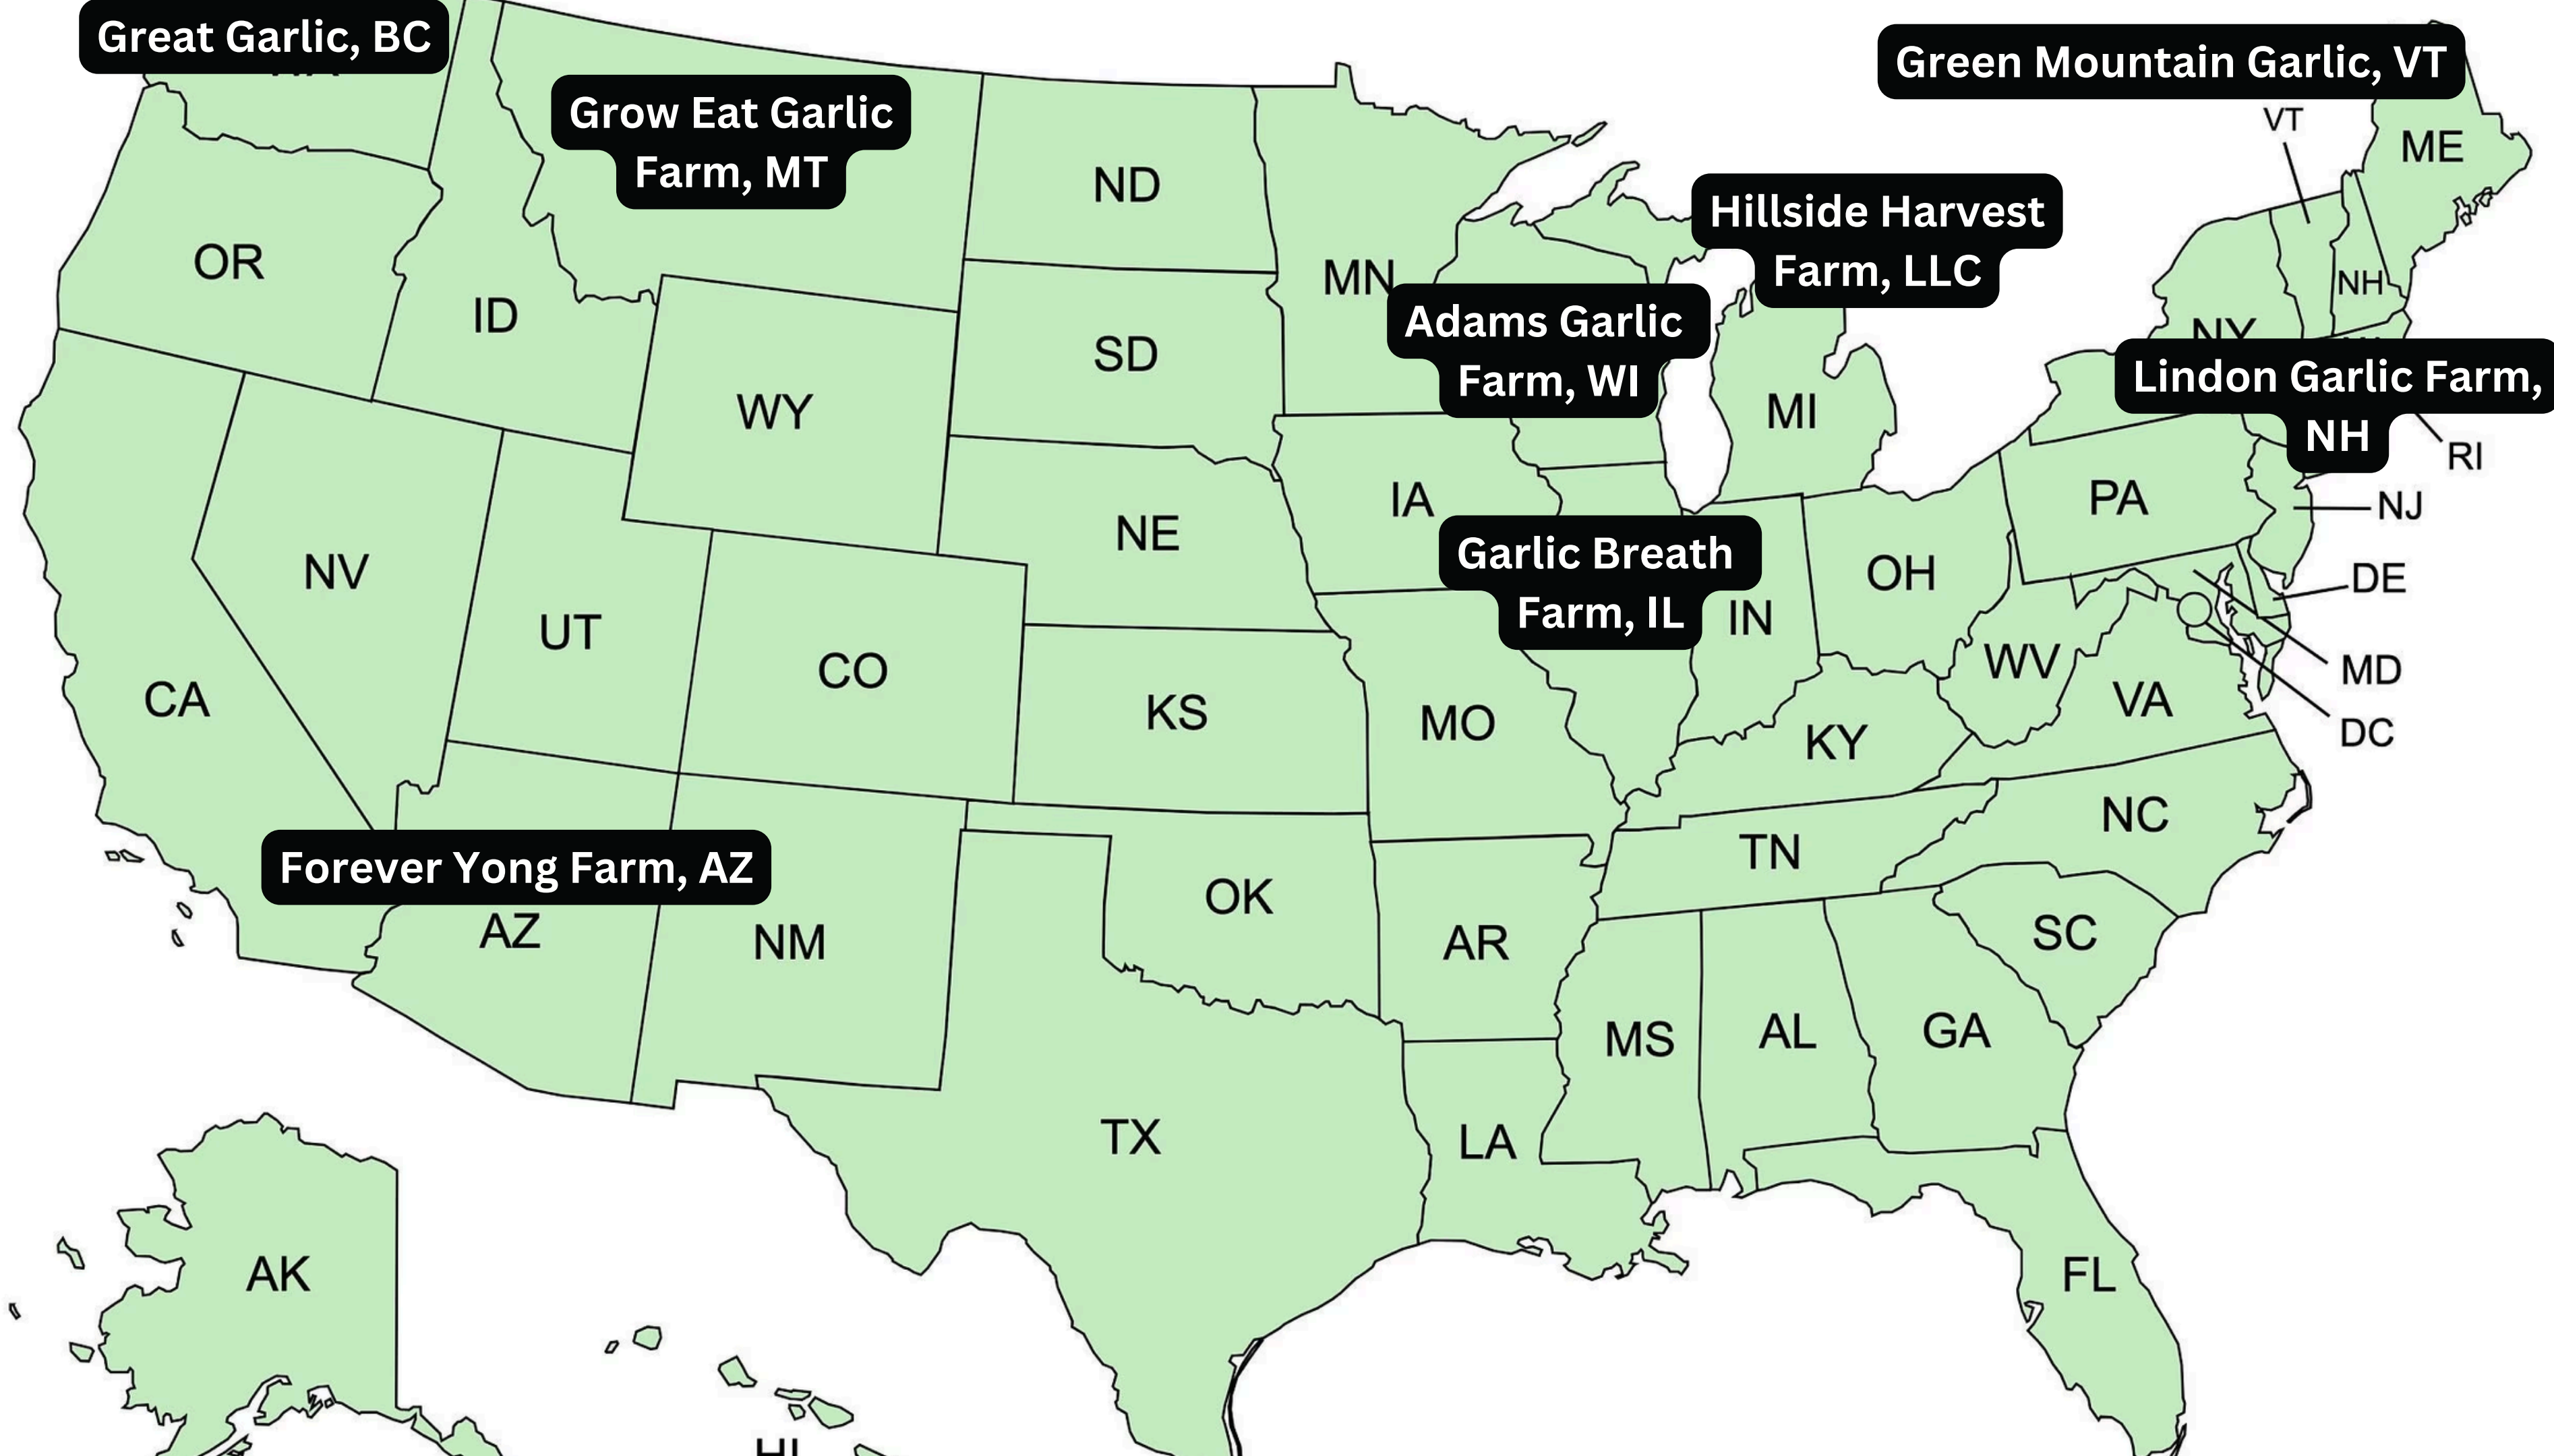 Great Garlic, BC
Green Mountain Garlic, VT
Grow Eat Garlic
Farm, MT
VT
ME
ND
Hillside Harvest
Farm, LLC
OR
MN
NH
ID
Adams Garlic
Farm, WI
NY
SD
WY
MI
Lindon Garlic Farm,
NH
RI
IA
PA
NJ
NE
Garlic Breath
Farm, IL
NV
OH
DE
IN
UT
CO
WV
MD
CA
KS
MO
VA
DC
KY
NC
TN
Forever Yong Farm, AZ
OK
AZ
NM
AR
SC
MS
AL
GA
TX
LA
AK
FL
HI